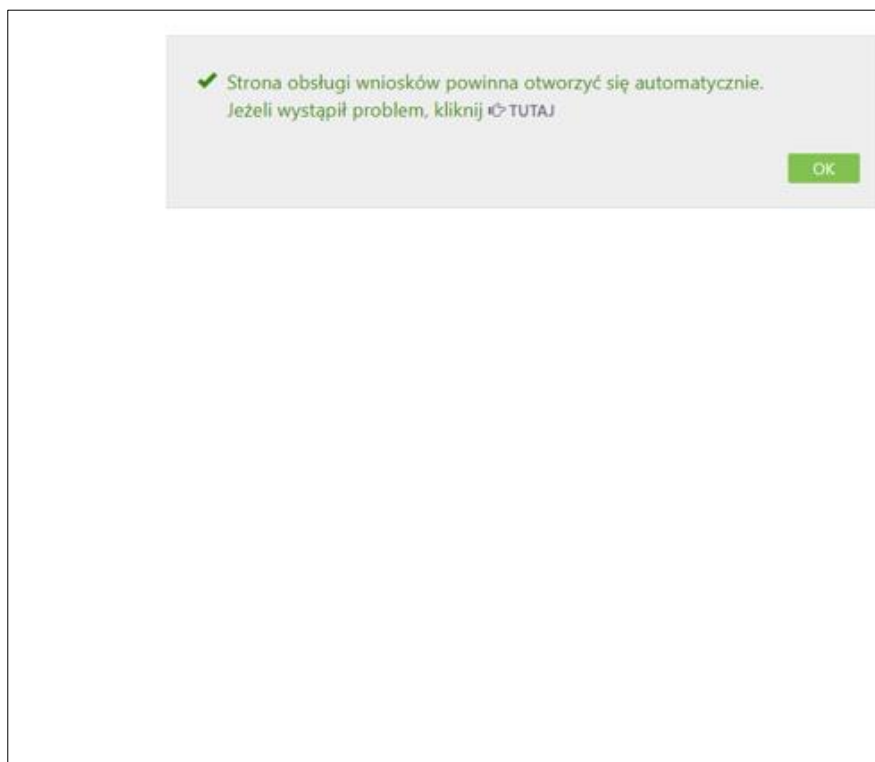 Strona obsługi wniosków powinna otworzyć się automatycznie.
Jeżeli wystąpił problem, kliknij TUTAJ
OK